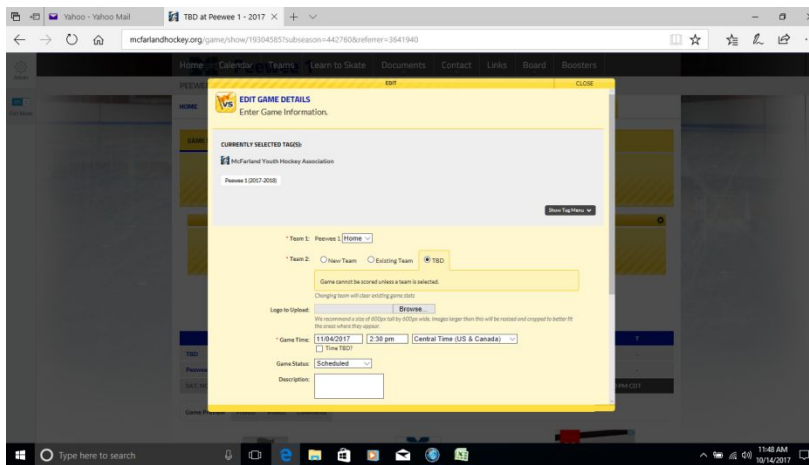 Yahoo - Yahoo Mail
TBD at Peewee 1 - 2017
mcfarlandhockey.org/game/show/19304585?subseason=442760&referrer=3641940
Home Calendar Teams Learn to Skate Documents Contact Links Board Boosters
EDIT
CLOSE
HOME
VS
EDIT GAME DETAILS
Enter Game Information.
CURRENTLY SELECTED TAG(S):
McFarland Youth Hockey Association
Peewee 1 (2017-2018)
Show Tag Menu
* Team 1: Peewee 1 Home
* Team 2: New Team Existing Team TBD
Game cannot be scored unless a team is selected.
Changing team will clear existing game stats
Logo to Upload: Browse...
We recommend a size of 600px tall by 600px wide. Images larger than this will be resized and cropped to better fit
the areas where they appear.
* Game Time: 11/04/2017 2:30 pm Central Time (US & Canada)
Time TBD?
Game Status: Scheduled
Description:
T
TBD
Type here to search
11:48 AM
10/14/2017